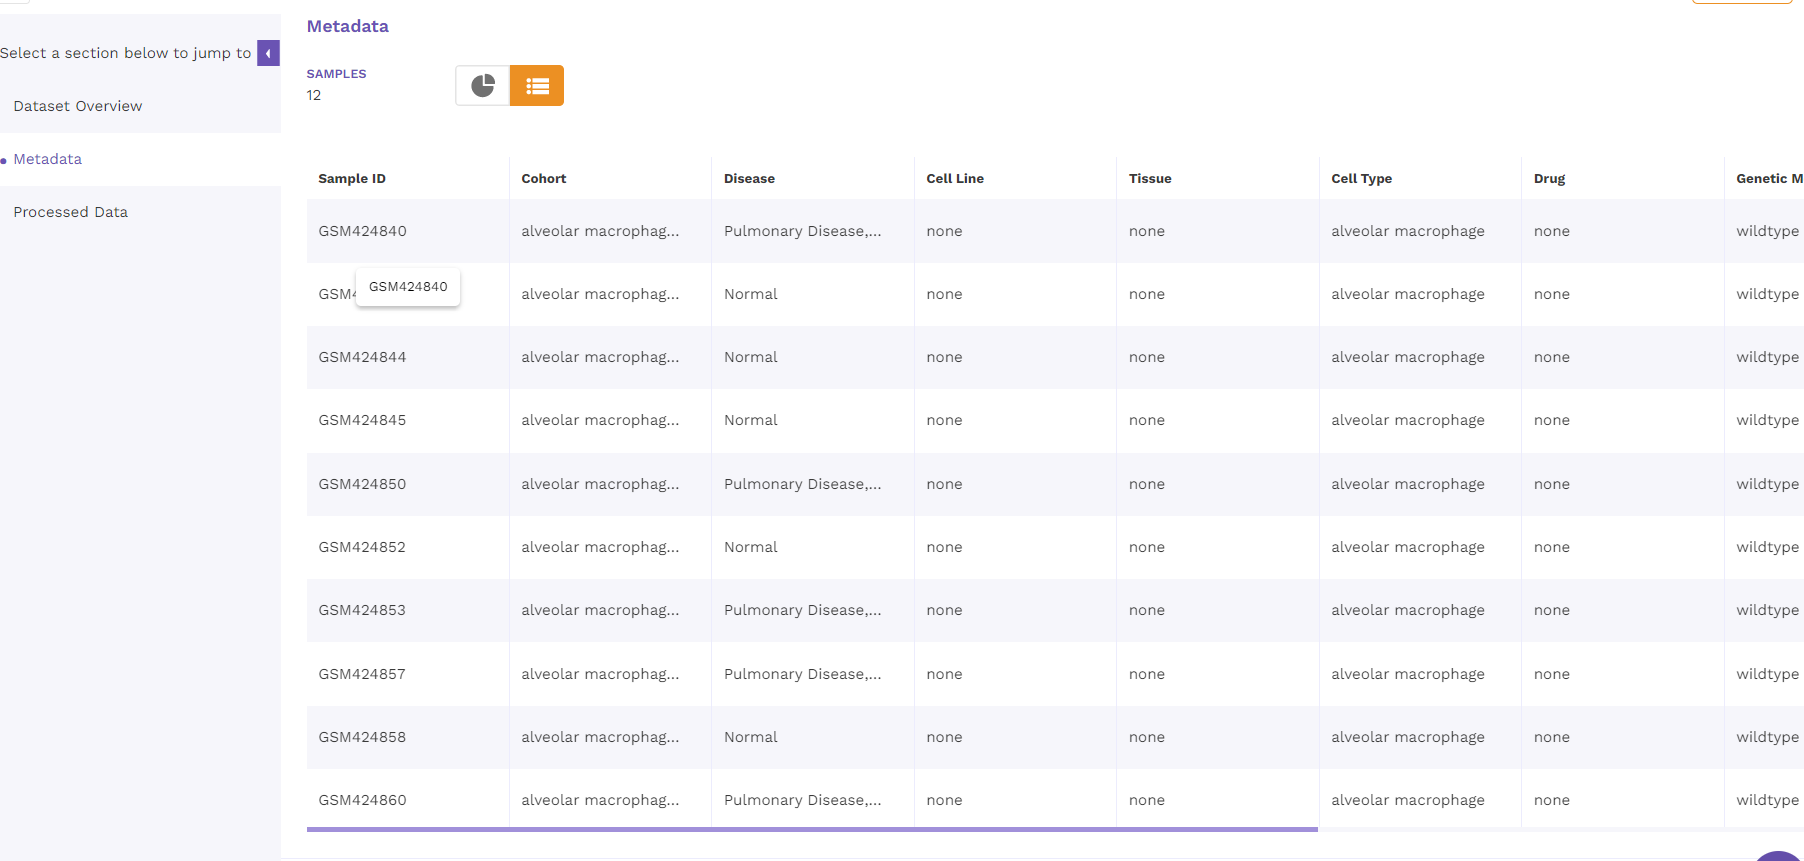 Metadata
Select a section below to jump to
SAMPLES
12
Dataset Overview
Metadata
Processed Data
Sample ID Cohort Disease Cell Line Tissue Cell Type Drug Genetic M
GSM424840 alveolar macrophag... Pulmonary Disease,... none none alveolar macrophage none wildtype
GSM4 alveolar macrophag... Normal none none alveolar macrophage none wildtype
GSM424840
GSM424844 alveolar macrophag... Normal none none alveolar macrophage none wildtype
GSM424845 alveolar macrophag... Normal none none alveolar macrophage none wildtype
GSM424850 alveolar macrophag... Pulmonary Disease,... none none alveolar macrophage none wildtype
GSM424852 alveolar macrophag... Normal none none alveolar macrophage none wildtype
GSM424853 alveolar macrophag... Pulmonary Disease,... none none alveolar macrophage none wildtype
GSM424857 alveolar macrophag... Pulmonary Disease,... none none alveolar macrophage none wildtype
GSM424858 alveolar macrophag... Normal none none alveolar macrophage none wildtype
GSM424860 alveolar macrophag... Pulmonary Disease,... none none alveolar macrophage none wildtype